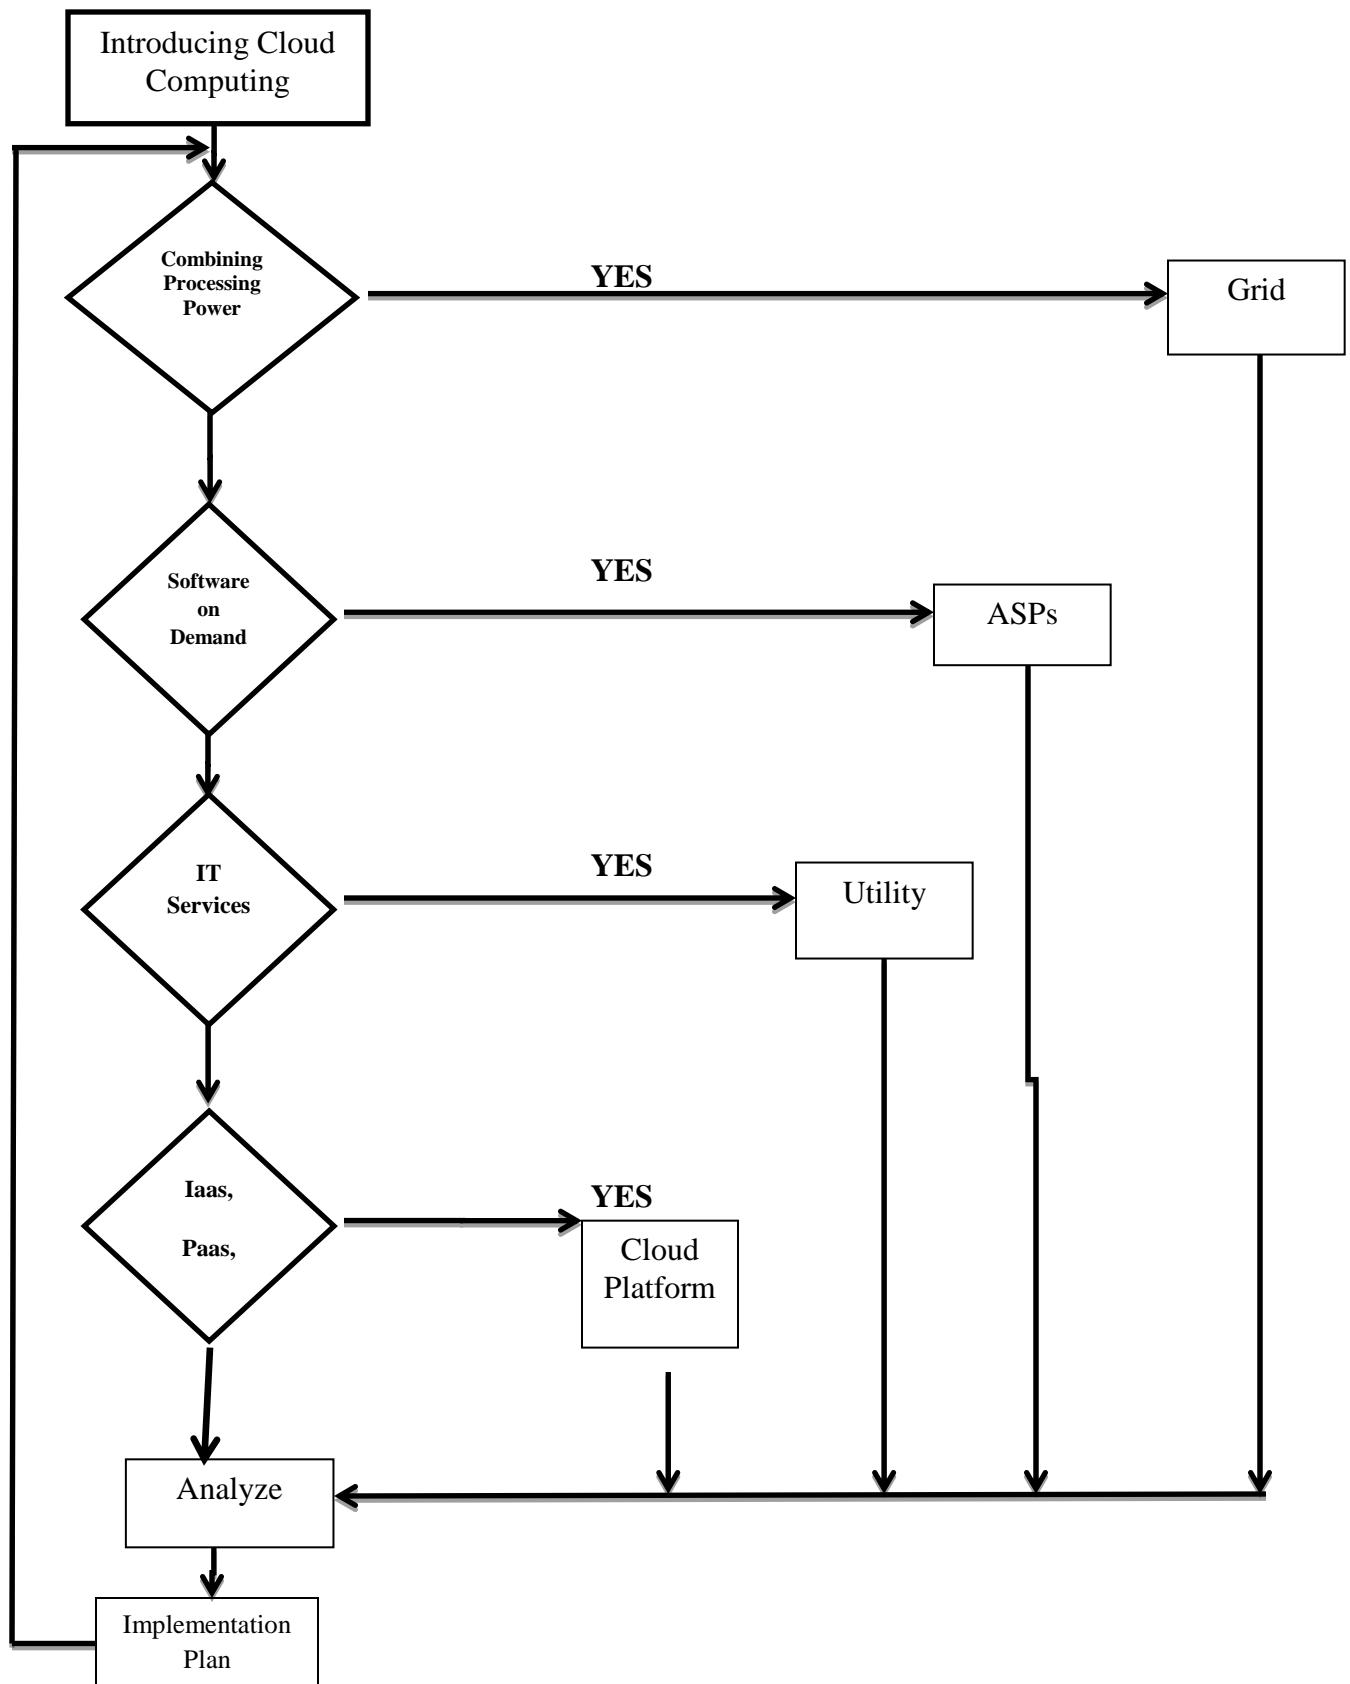 Introducing Cloud
Computing
Combining
Processing
Power
YES
Grid
Software
on
Demand
YES
ASPs
IT
Services
YES
Utility
Iaas,
Paas,
YES
Cloud
Platform
Analyze
Implementation
Plan